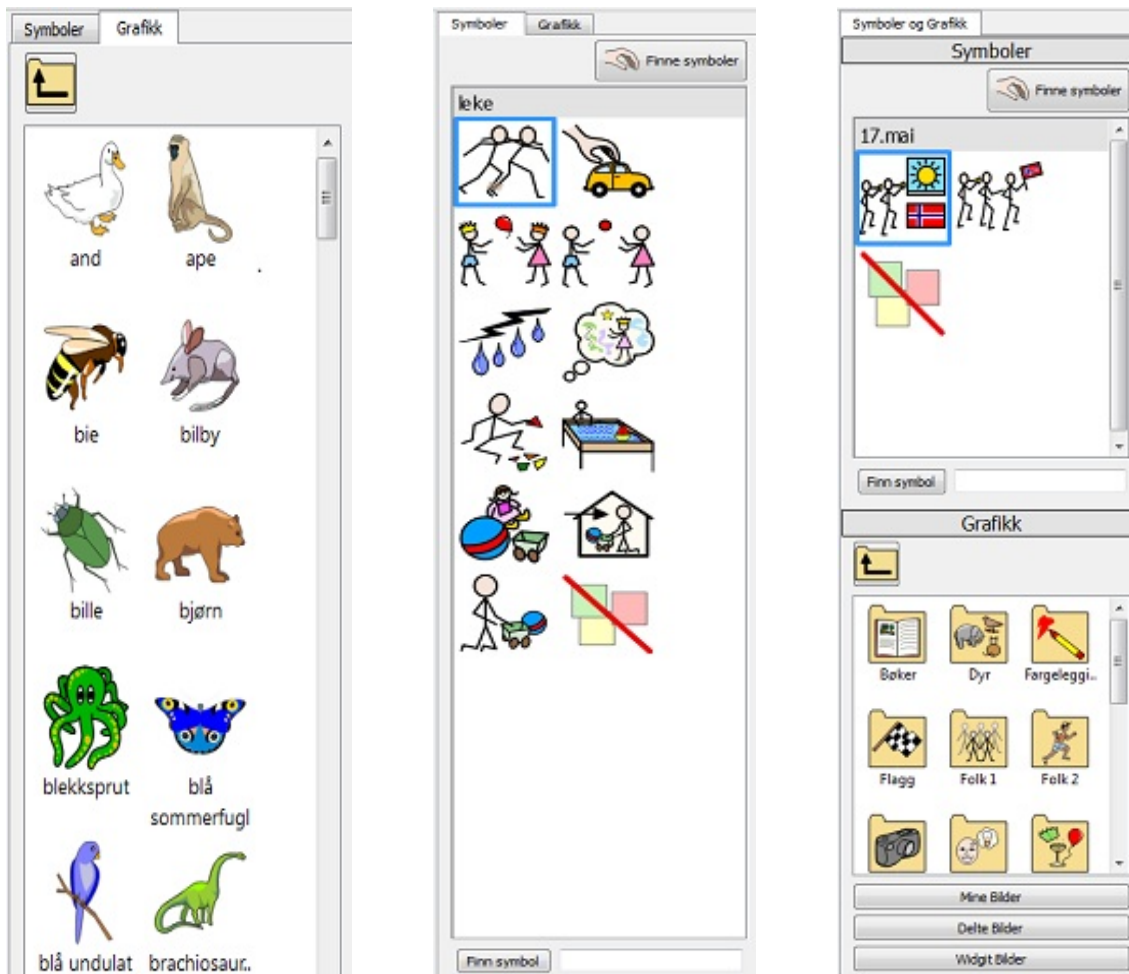 Symboler Grafikk
and ape
bie bilby
bille bjørn
blekksprut blå
sommerfugl
blå undulat brachiosaur..
Symboler Grafikk
Finne symboler
leke
Finn symbol
Symboler og Grafikk
Symboler
Finne symboler
17.mai
Finn symbol
Grafikk
Bøker Dyr Fargeleggi..
Flagg Folk 1 Folk 2
Mine Bilder
Delte Bilder
Widgit Bilder